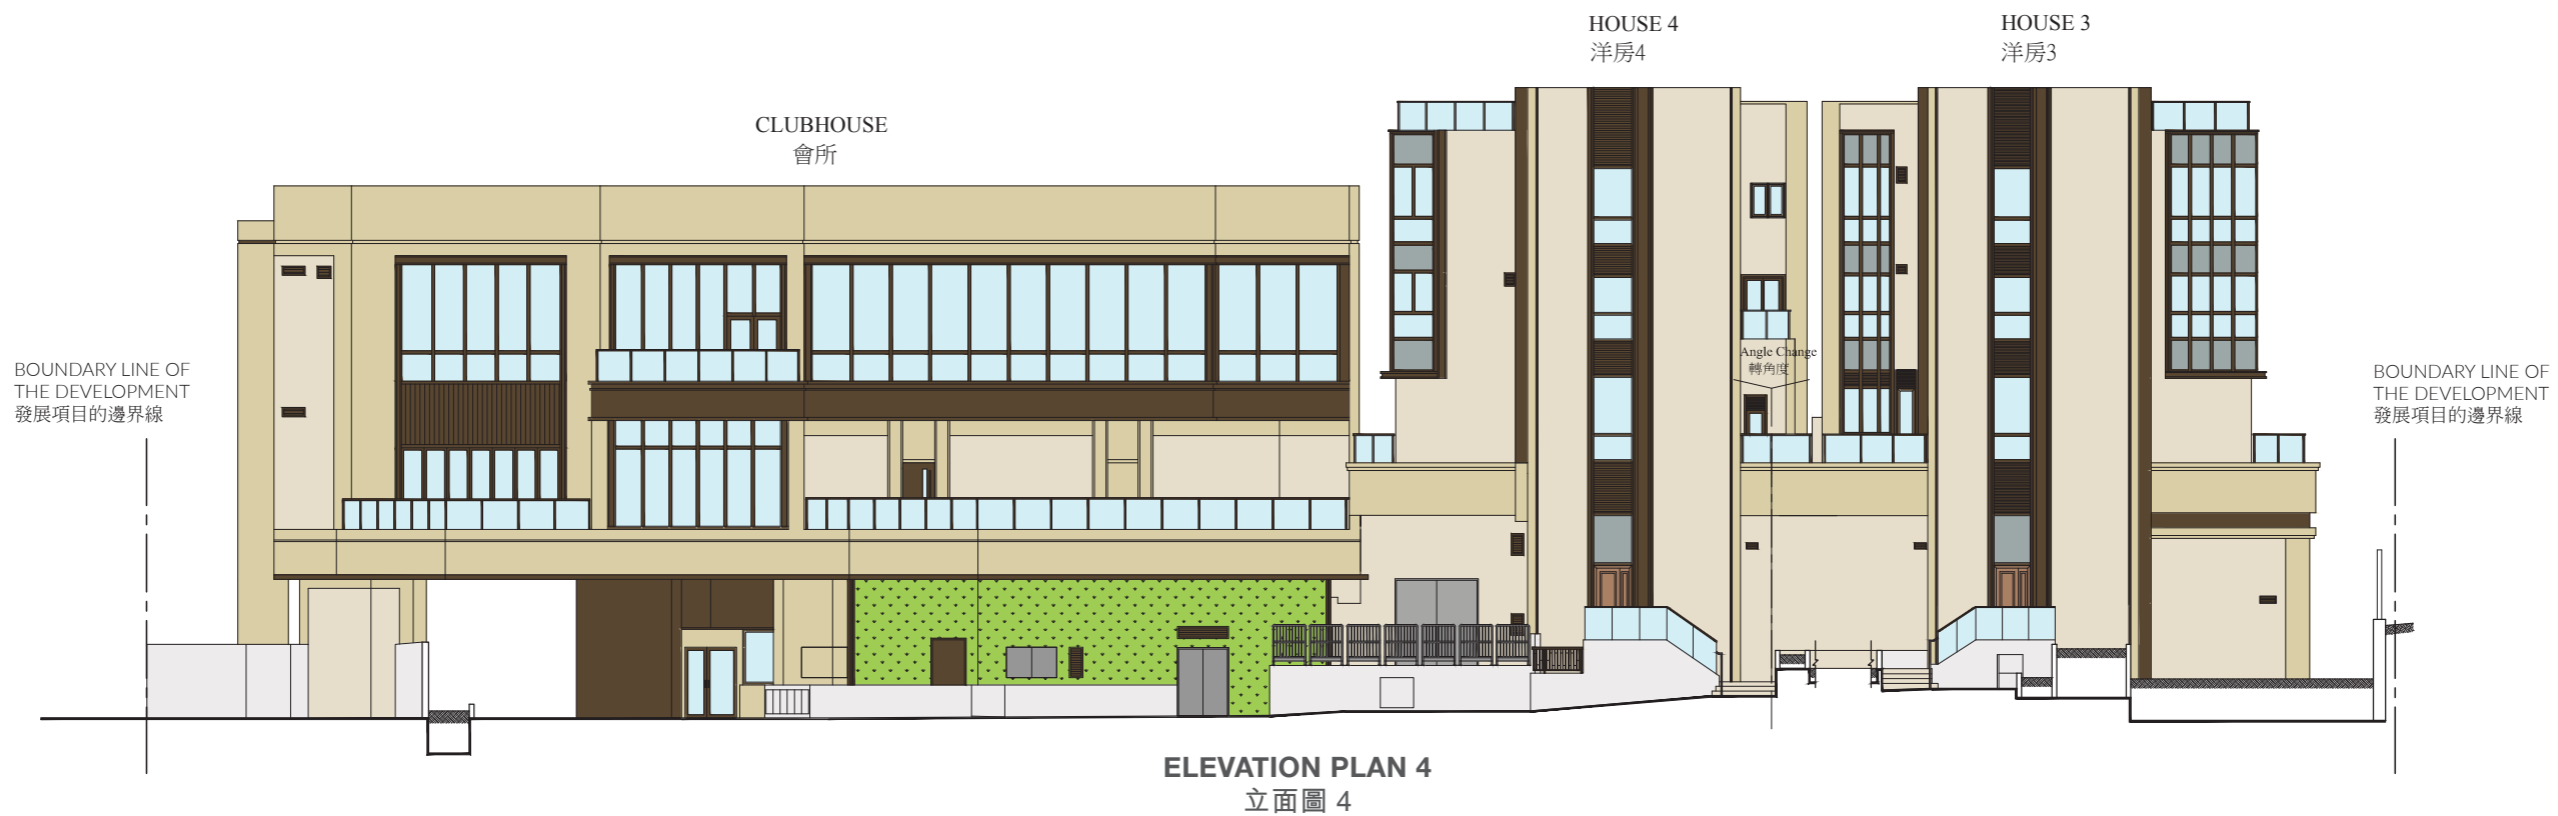 HOUSE 4
洋房4
HOUSE 3
洋房3
CLUBHOUSE
會所
Angle Change
轉角度
BOUNDARY LINE OF
THE DEVELOPMENT
發展項目的邊界線
BOUNDARY LINE OF
THE DEVELOPMENT
發展項目的邊界線
ELEVATION PLAN 4
立面圖 4